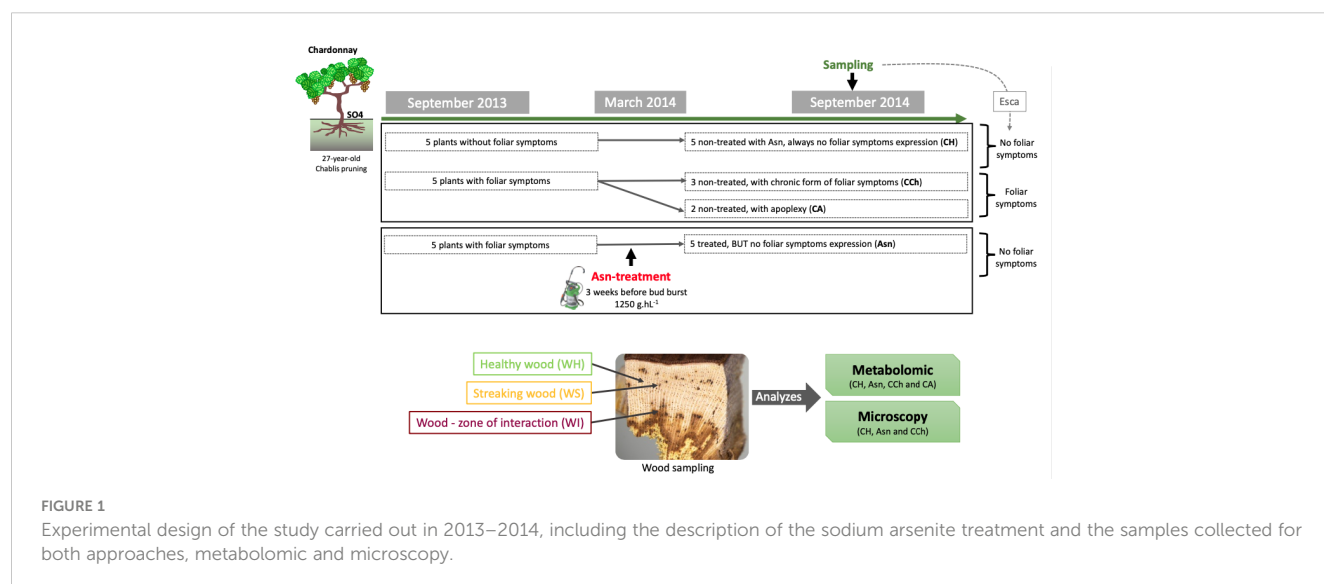 Chardonnay
SO4
27-year-old
Chablis pruning
Sampling
September 2013
March 2014
September 2014
Esca
5 plants without foliar symptoms
5 non-treated with Asn, always no foliar symptoms expression (CH)
No foliar
symptoms
5 plants with foliar symptoms
3 non-treated, with chronic form of foliar symptoms (CCh)
2 non-treated, with apoplexy (CA)
Foliar
symptoms
5 plants with foliar symptoms
5 treated, BUT no foliar symptoms expression (Asn)
No foliar
symptoms
Asn-treatment
3 weeks before bud burst
1250 g.hL⁻¹
Healthy wood (WH)
Streaking wood (WS)
Wood - zone of interaction (WI)
Wood sampling
Analyzes
Metabolomic
(CH, Asn, CCh and CA)
Microscopy
(CH, Asn and CCh)
FIGURE 1
Experimental design of the study carried out in 2013–2014, including the description of the sodium arsenite treatment and the samples collected for
both approaches, metabolomic and microscopy.